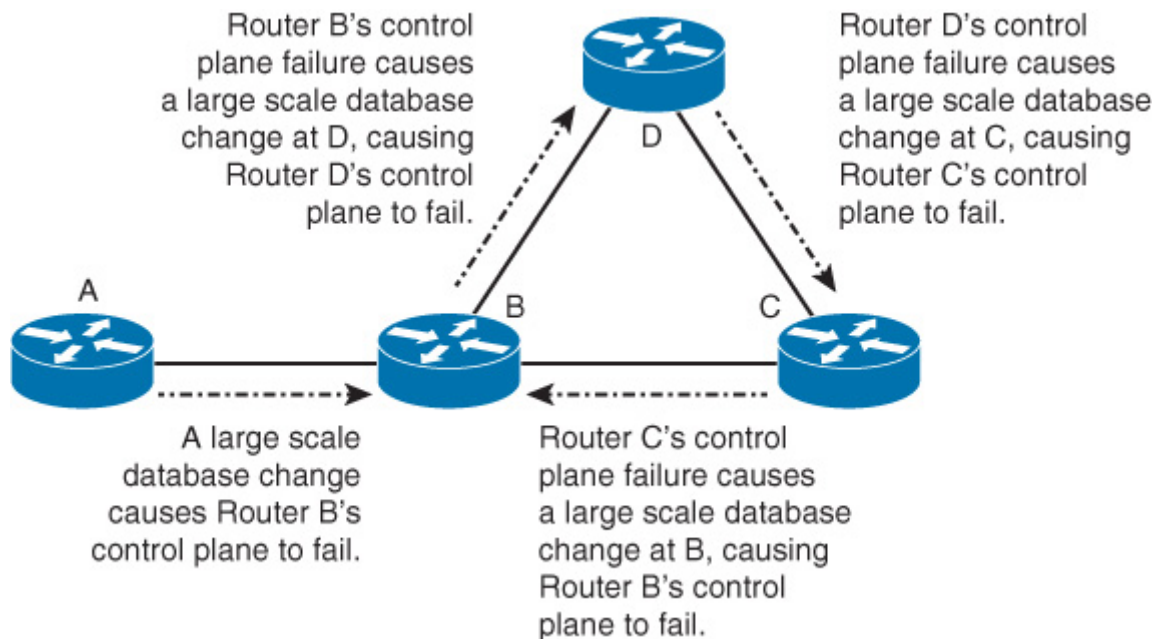 Router B's control
plane failure causes
a large scale database
change at D, causing
Router D's control
plane to fail.
Router D's control
plane failure causes
a large scale database
change at C, causing
Router C's control
plane to fail.
D
A
B
C
A large scale
database change
causes Router B's
control plane to fail.
Router C's control
plane failure causes
a large scale database
change at B, causing
Router B's control
plane to fail.